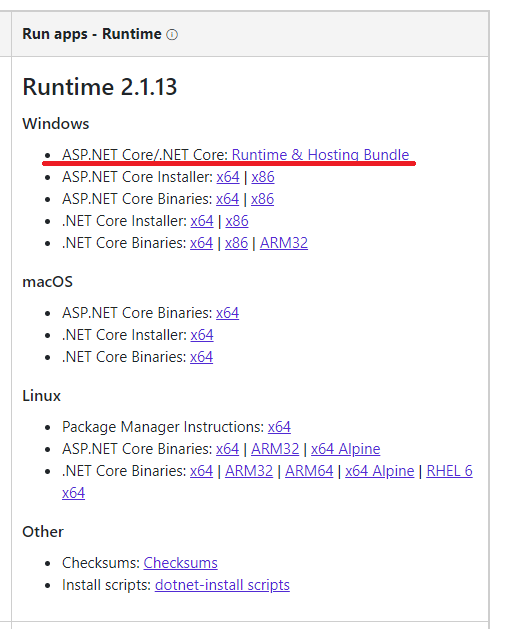 Run apps - Runtime
Runtime 2.1.13
Windows
ASP.NET Core/.NET Core: Runtime & Hosting Bundle
ASP.NET Core Installer: x64 | x86
ASP.NET Core Binaries: x64 | x86
.NET Core Installer: x64 | x86
.NET Core Binaries: x64 | x86 | ARM32
macOS
ASP.NET Core Binaries: x64
.NET Core Installer: x64
.NET Core Binaries: x64
Linux
Package Manager Instructions: x64
ASP.NET Core Binaries: x64 | ARM32 | x64 Alpine
.NET Core Binaries: x64 | ARM32 | ARM64 | x64 Alpine | RHEL 6
x64
Other
Checksums: Checksums
Install scripts: dotnet-install scripts